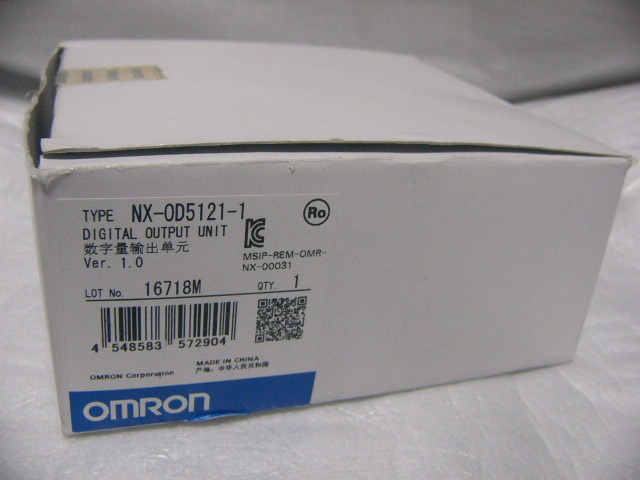 TYPE NX-OD5121-1
DIGITAL OUTPUT UNIT
数字量输出单元
Ver. 1.0
Ro
MSIP-REM-OMR-
NX-00031
LOT No. 16718M QTY. 1
4 548583 572904
MADE IN CHINA
产地:中华人民共和国
OMRON Corporation
OMRON